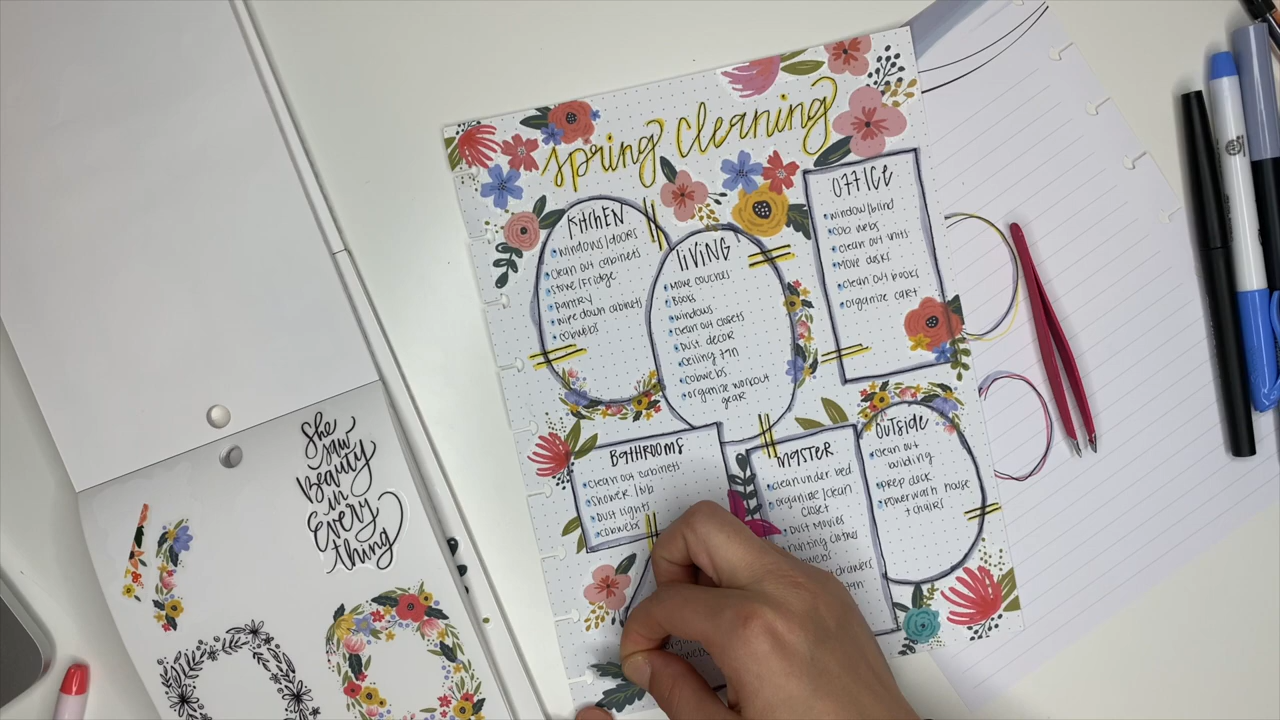 spring cleaning
KitCHEN
windows/doors
clean out cabinets
stove/fridge
pantry
wipe down cabinets
cobwebs
living
Move couches
Books
windows
clean out closets
Dust decor
ceiling fan
cobwebs
organize workout
gear
Office
window/blind
cob webs
clean out units
Move desks
clean out books
organize cart
BatHROOMS
clean out cabinets
shower/tub
Dust lights
cobwebs
Master
clean under bed
organize/clean
closet
Dust movies
hunting clothes
drawers
Outside
clean out
building
prep deck
powerwash house
+ chairs
She
saw
Beauty
in
Every
thing